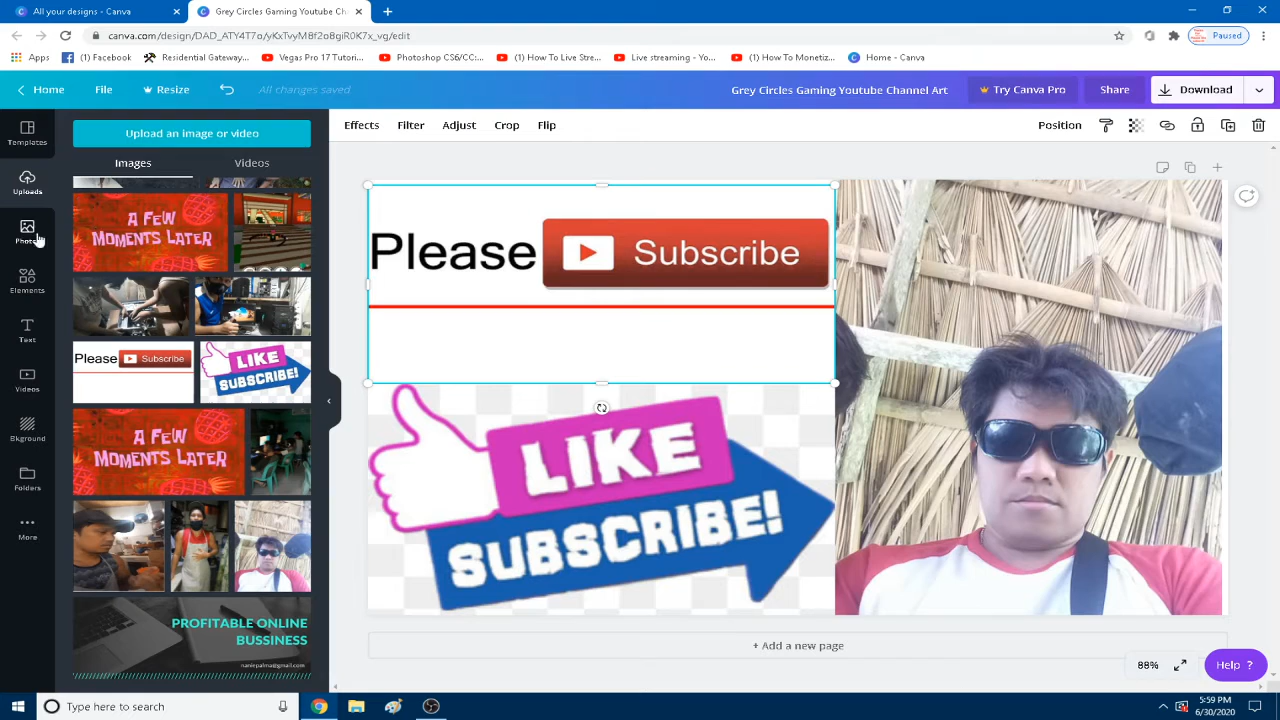 All your designs - Canva
Grey Circles Gaming Youtube Ch
canva.com/design/DAD_ATY4T7o/yKxTvyM8f2oBgiR0K7x_vg/edit
Paused
Apps
(1) Facebook
Residential Gateway...
Vegas Pro 17 Tutori...
Photoshop CS6/CC:...
(1) How To Live Stre...
Live streaming - Yo...
(1) How To Monetiz...
Home - Canva
Home
File
Resize
All changes saved
Grey Circles Gaming Youtube Channel Art
Try Canva Pro
Share
Download
Templates
Uploads
Photos
Elements
Text
Videos
Bkground
Folders
More
Upload an image or video
Images
Videos
A FEW
MOMENTS LATER
Please Subscribe
LIKE
SUBSCRIBE!
A FEW
MOMENTS LATER
PROFITABLE ONLINE
BUSSINESS
Effects
Filter
Adjust
Crop
Flip
Position
Please Subscribe
LIKE
SUBSCRIBE!
+ Add a new page
88%
Help ?
Type here to search
5:59 PM
6/30/2020